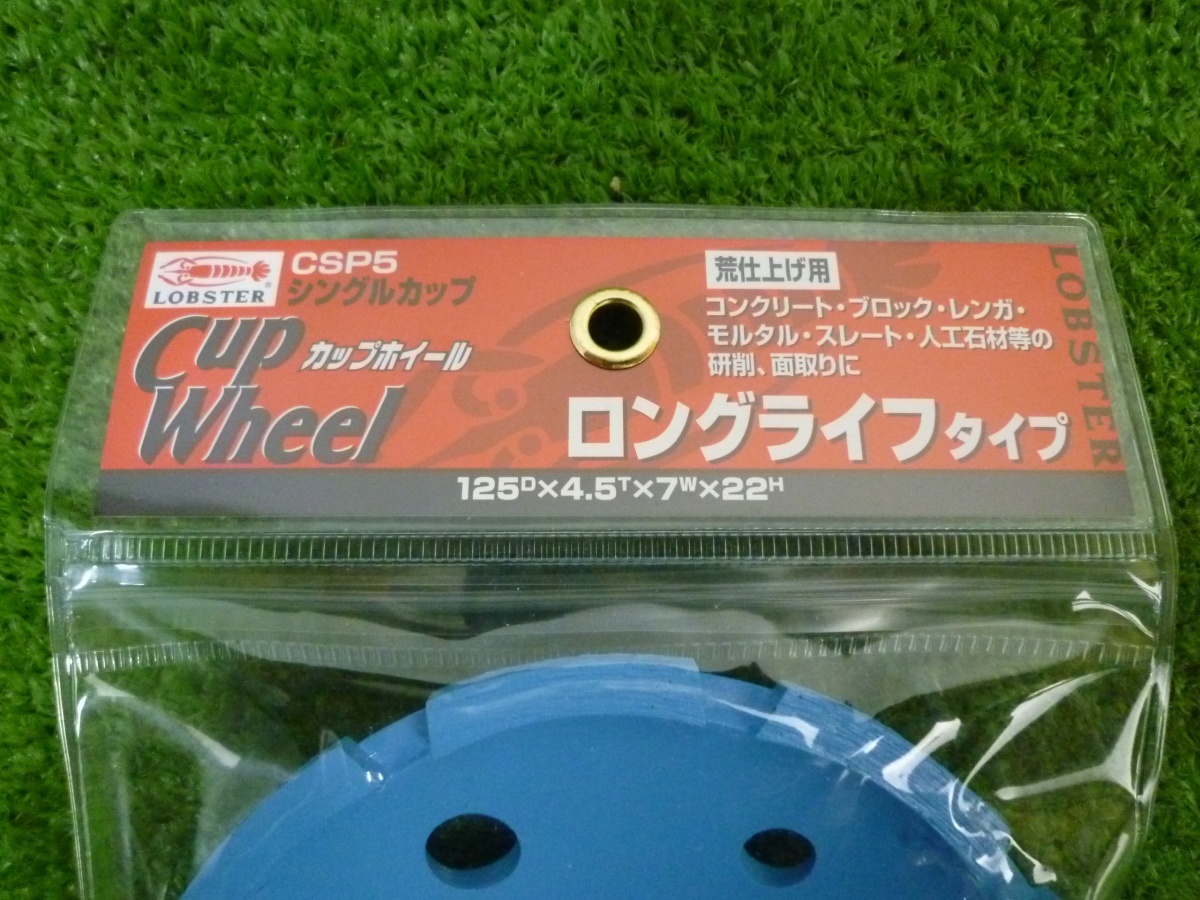 LOBSTER®
CSP5
シングルカップ
Cup
カップホイール
Wheel
荒仕上げ用
コンクリート・ブロック・レンガ・
モルタル・スレート・人工石材等の
研削、面取りに
ロングライフタイプ
125ᴰ×4.5ᵀ×7ᵂ×22ᴴ
LOBSTER